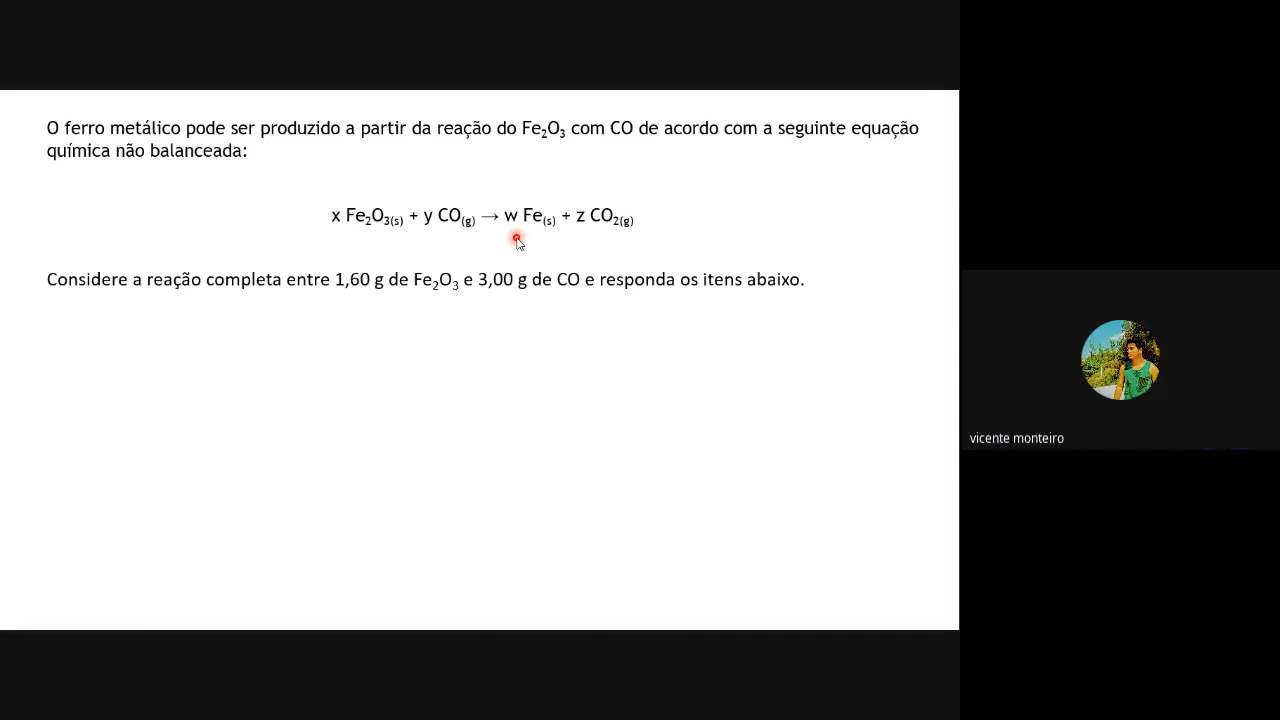 O ferro metálico pode ser produzido a partir da reação do Fe₂O₃ com CO de acordo com a seguinte equação
química não balanceada:
x Fe₂O₃₍ₛ₎ + y CO₍g₎ → w Fe₍ₛ₎ + z CO₂₍g₎
Considere a reação completa entre 1,60 g de Fe₂O₃ e 3,00 g de CO e responda os itens abaixo.
vicente monteiro